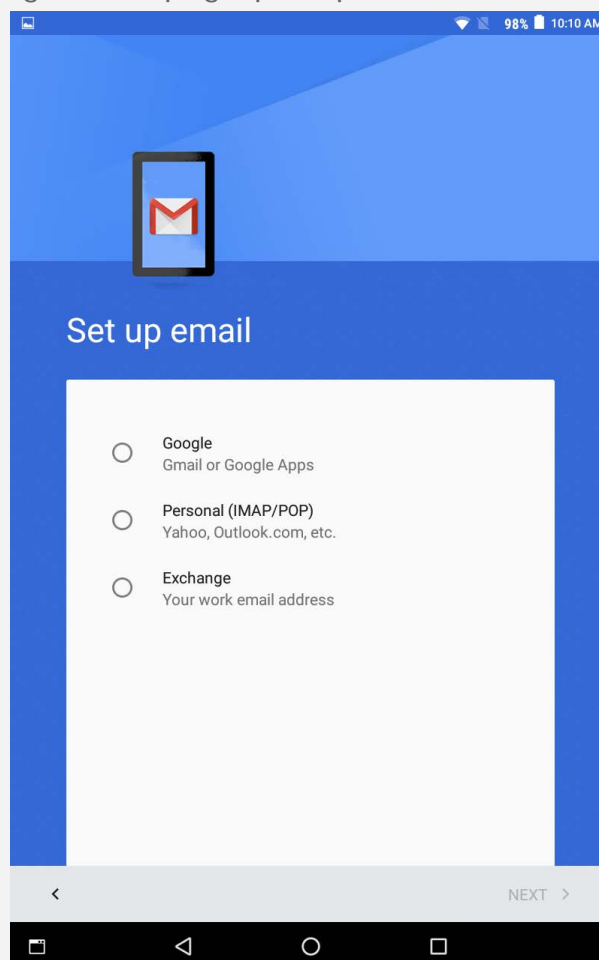 98% 10:10 AM
Set up email
Google
Gmail or Google Apps
Personal (IMAP/POP)
Yahoo, Outlook.com, etc.
Exchange
Your work email address
NEXT